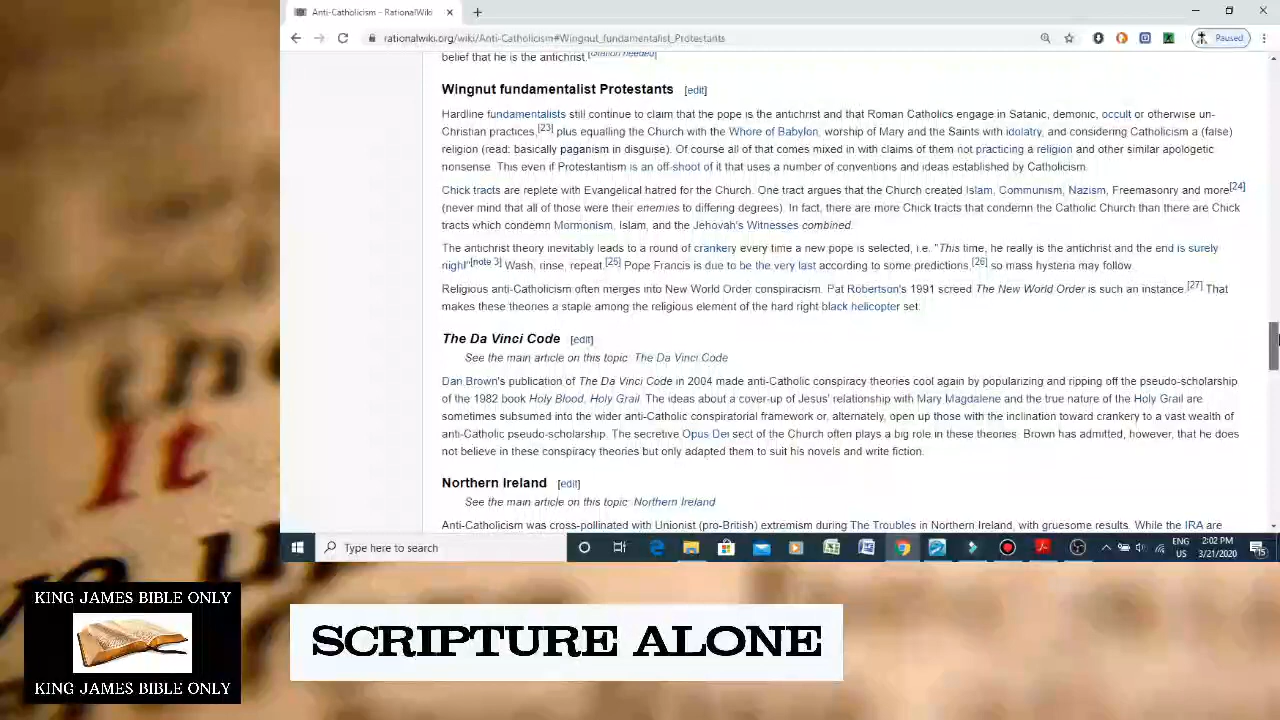 Anti-Catholicism - RationalWiki
rationalwiki.org/wiki/Anti-Catholicism#Wingnut_fundamentalist_Protestants
Paused
belief that he is the antichrist.[citation needed]
Wingnut fundamentalist Protestants [edit]
Hardline fundamentalists still continue to claim that the pope is the antichrist and that Roman Catholics engage in Satanic, demonic, occult or otherwise un-
Christian practices,[23] plus equalling the Church with the Whore of Babylon, worship of Mary and the Saints with idolatry, and considering Catholicism a (false)
religion (read: basically paganism in disguise). Of course all of that comes mixed in with claims of them not practicing a religion and other similar apologetic
nonsense. This even if Protestantism is an off-shoot of it that uses a number of conventions and ideas established by Catholicism.
Chick tracts are replete with Evangelical hatred for the Church. One tract argues that the Church created Islam, Communism, Nazism, Freemasonry and more[24]
(never mind that all of those were their enemies to differing degrees). In fact, there are more Chick tracts that condemn the Catholic Church than there are Chick
tracts which condemn Mormonism, Islam, and the Jehovah's Witnesses combined.
The antichrist theory inevitably leads to a round of crankery every time a new pope is selected, i.e. "This time, he really is the antichrist and the end is surely
nigh!"[note 3] Wash, rinse, repeat.[25] Pope Francis is due to be the very last according to some predictions,[26] so mass hysteria may follow.
Religious anti-Catholicism often merges into New World Order conspiracism. Pat Robertson's 1991 screed The New World Order is such an instance.[27] That
makes these theories a staple among the religious element of the hard right black helicopter set.
The Da Vinci Code [edit]
See the main article on this topic: The Da Vinci Code
Dan Brown's publication of The Da Vinci Code in 2004 made anti-Catholic conspiracy theories cool again by popularizing and ripping off the pseudo-scholarship
of the 1982 book Holy Blood, Holy Grail. The ideas about a cover-up of Jesus' relationship with Mary Magdalene and the true nature of the Holy Grail are
sometimes subsumed into the wider anti-Catholic conspiratorial framework or, alternately, open up those with the inclination toward crankery to a vast wealth of
anti-Catholic pseudo-scholarship. The secretive Opus Dei sect of the Church often plays a big role in these theories. Brown has admitted, however, that he does
not believe in these conspiracy theories but only adapted them to suit his novels and write fiction.
Northern Ireland [edit]
See the main article on this topic: Northern Ireland
Anti-Catholicism was cross-pollinated with Unionist (pro-British) extremism during The Troubles in Northern Ireland, with gruesome results. While the IRA are
Type here to search
ENG
US
2:02 PM
3/21/2020
15
the
It
KING JAMES BIBLE ONLY
KING JAMES BIBLE ONLY
SCRIPTURE ALONE